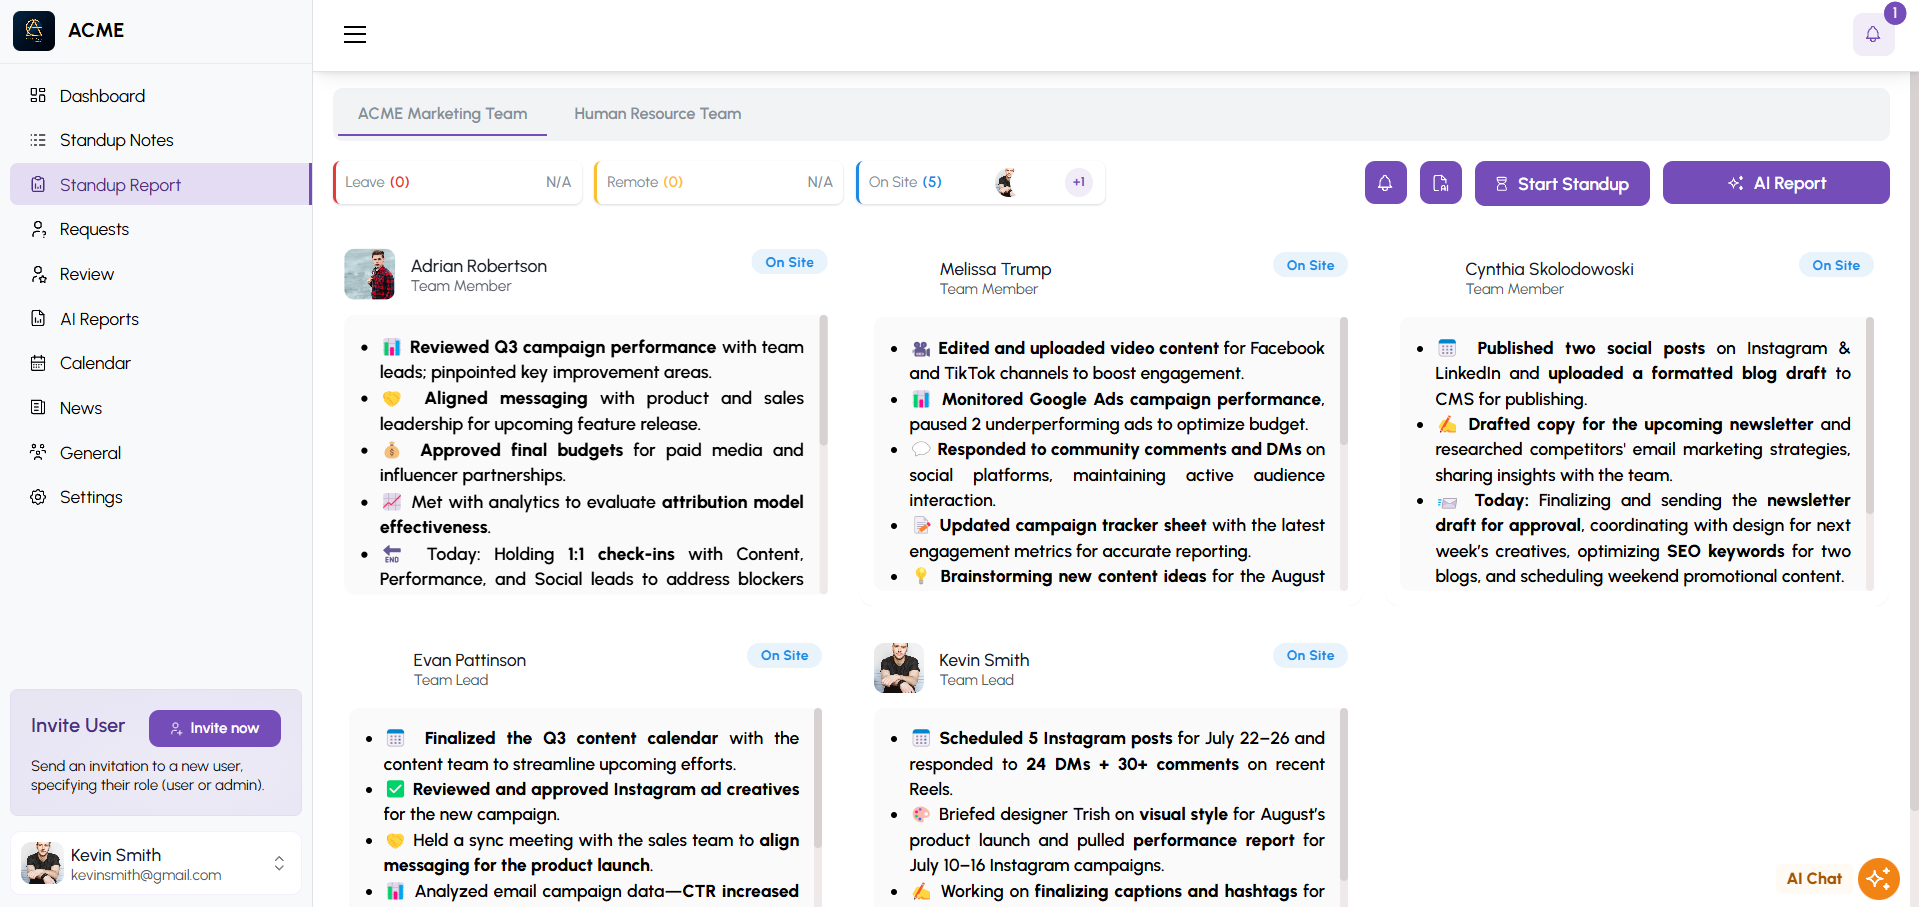 ACME
1
Dashboard
Standup Notes
Standup Report
Requests
Review
AI Reports
Calendar
News
General
Settings
Invite User
Invite now
Send an invitation to a new user,
specifying their role (user or admin).
Kevin Smith
kevinsmith@gmail.com
ACME Marketing Team
Human Resource Team
Leave (0) N/A
Remote (0) N/A
On Site (5) +1
AI
Start Standup
AI Report
Adrian Robertson
Team Member
On Site
Reviewed Q3 campaign performance with team
leads; pinpointed key improvement areas.
Aligned messaging with product and sales
leadership for upcoming feature release.
Approved final budgets for paid media and
influencer partnerships.
Met with analytics to evaluate attribution model
effectiveness.
END Today: Holding 1:1 check-ins with Content,
Performance, and Social leads to address blockers
Melissa Trump
Team Member
On Site
Edited and uploaded video content for Facebook
and TikTok channels to boost engagement.
Monitored Google Ads campaign performance,
paused 2 underperforming ads to optimize budget.
Responded to community comments and DMs on
social platforms, maintaining active audience
interaction.
Updated campaign tracker sheet with the latest
engagement metrics for accurate reporting.
Brainstorming new content ideas for the August
Cynthia Skolodowoski
Team Member
On Site
Published two social posts on Instagram &
LinkedIn and uploaded a formatted blog draft to
CMS for publishing.
Drafted copy for the upcoming newsletter and
researched competitors' email marketing strategies,
sharing insights with the team.
Today: Finalizing and sending the newsletter
draft for approval, coordinating with design for next
week’s creatives, optimizing SEO keywords for two
blogs, and scheduling weekend promotional content.
Evan Pattinson
Team Lead
On Site
Finalized the Q3 content calendar with the
content team to streamline upcoming efforts.
Reviewed and approved Instagram ad creatives
for the new campaign.
Held a sync meeting with the sales team to align
messaging for the product launch.
Analyzed email campaign data—CTR increased
Kevin Smith
Team Lead
On Site
Scheduled 5 Instagram posts for July 22–26 and
responded to 24 DMs + 30+ comments on recent
Reels.
Briefed designer Trish on visual style for August’s
product launch and pulled performance report for
July 10–16 Instagram campaigns.
Working on finalizing captions and hashtags for
AI Chat